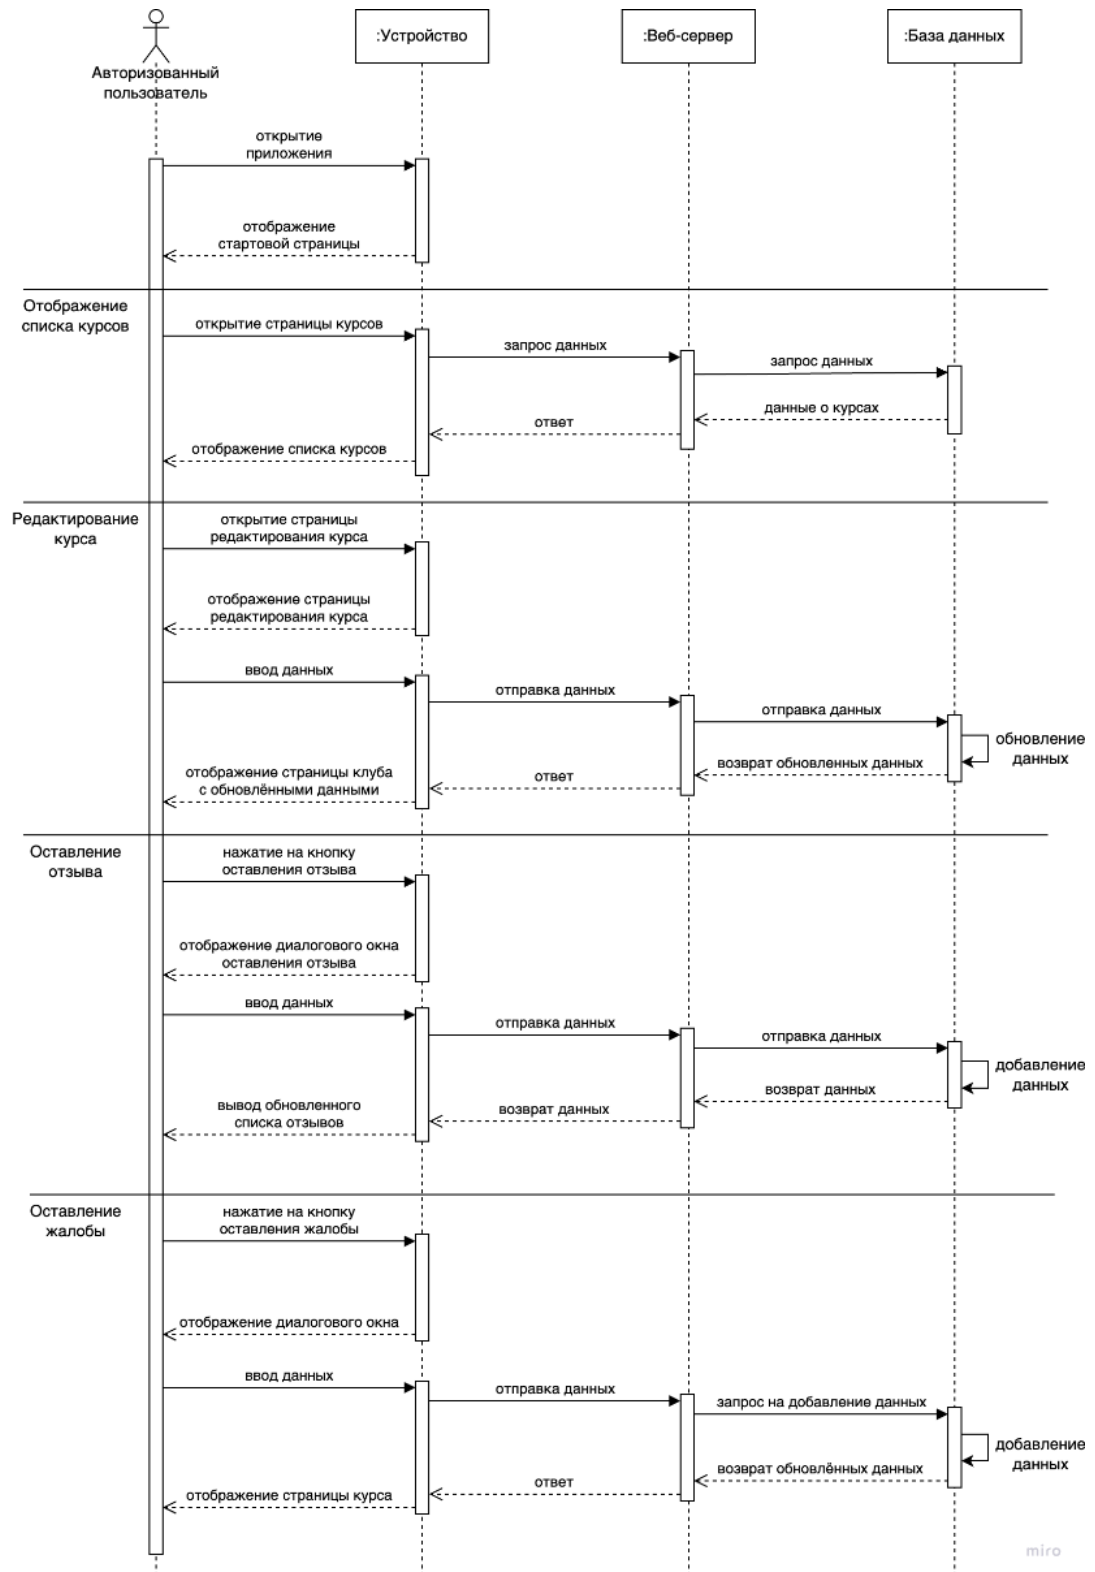 :Устройство
:Веб-сервер
:База данных
Авторизованный
пользователь
открытие
приложения
отображение
стартовой страницы
Отображение
списка курсов
открытие страницы курсов
запрос данных
запрос данных
данные о курсах
ответ
отображение списка курсов
Редактирование
курса
открытие страницы
редактирования курса
отображение страницы
редактирования курса
ввод данных
отправка данных
отправка данных
обновление
данных
возврат обновленных данных
ответ
отображение страницы клуба
с обновлёнными данными
Оставление
отзыва
нажатие на кнопку
оставления отзыва
отображение диалогового окна
оставления отзыва
ввод данных
отправка данных
отправка данных
добавление
данных
возврат данных
возврат данных
вывод обновленного
списка отзывов
Оставление
жалобы
нажатие на кнопку
оставления жалобы
отображение диалогового окна
ввод данных
отправка данных
запрос на добавление данных
добавление
данных
возврат обновлённых данных
ответ
отображение страницы курса
miro